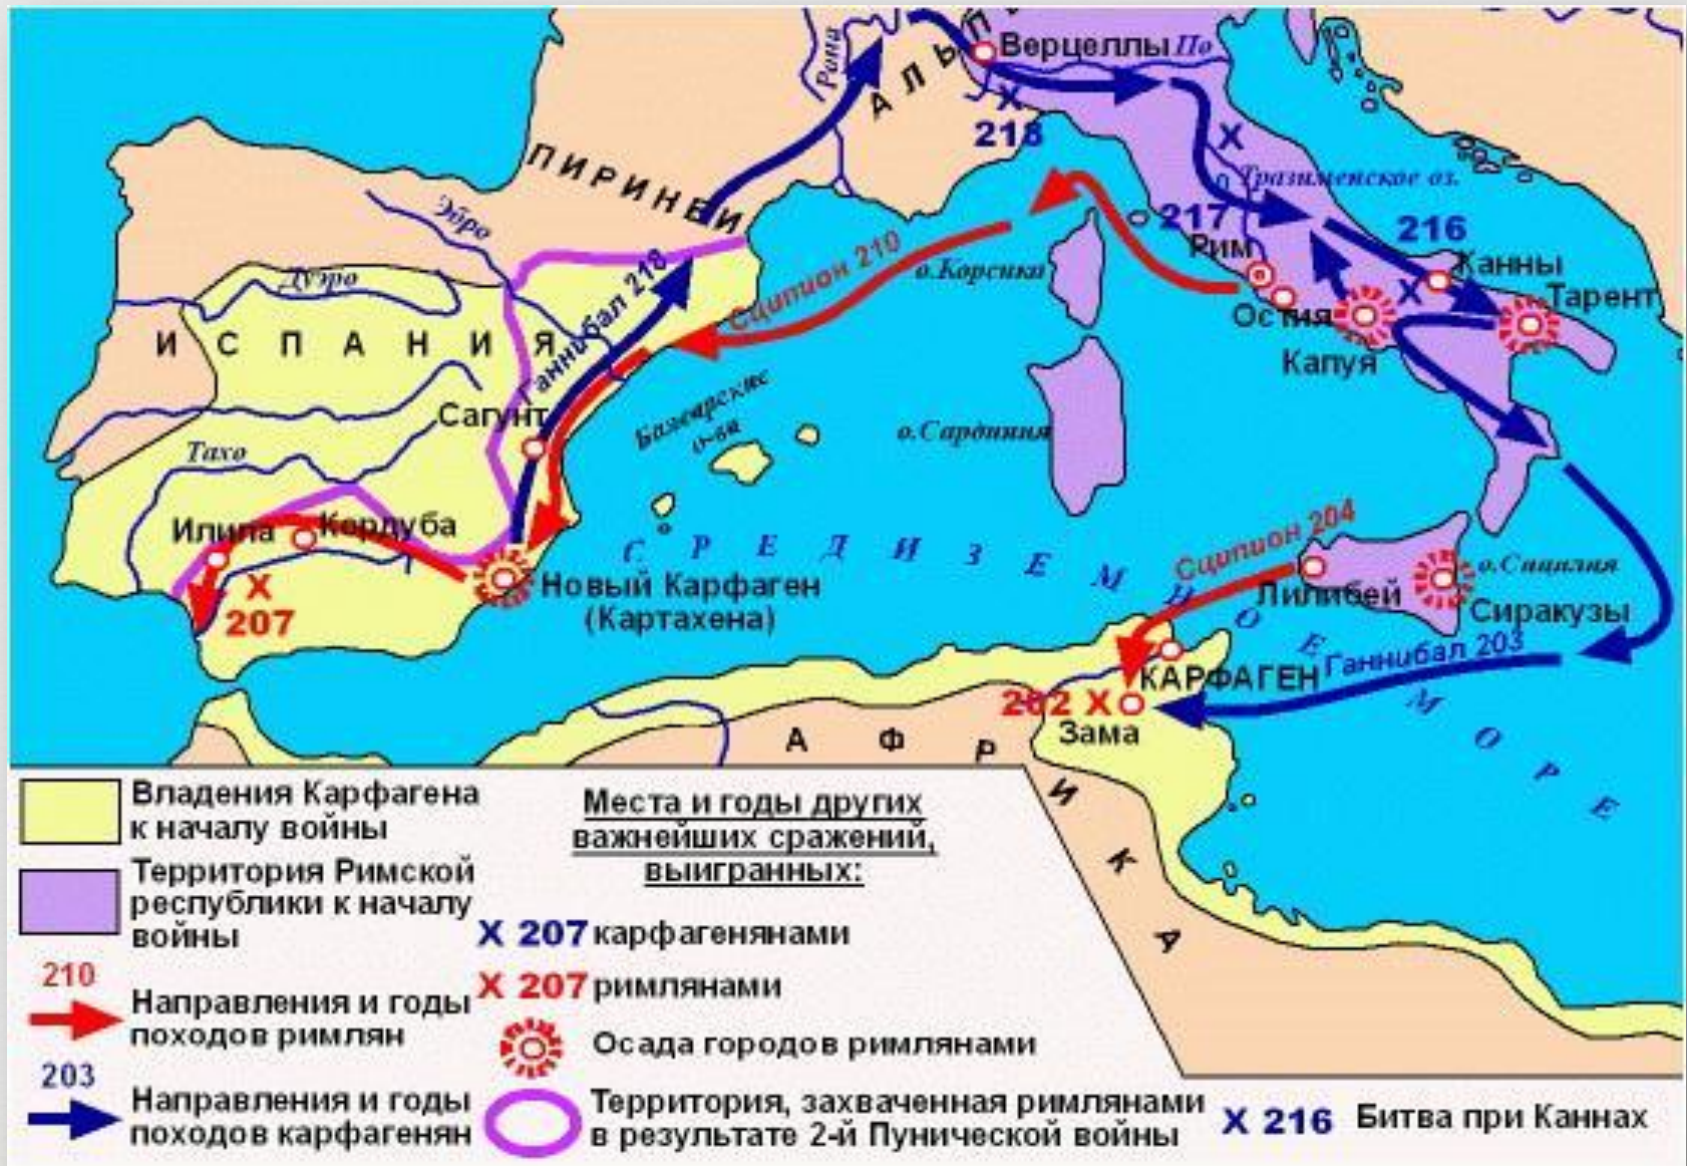 Верцеллы
По
Рона
АЛЬП
X
218
X
Тразименское оз.
ПИРИНЕИ
Эбро
217
216
Рим
Канны
X
Тарент
Дуэро
Ганнибал 218
Сципион 210
о.Корсика
Остия
Капуя
ИСПАНИЯ
Сагунт
Балеарские
о-ва
о.Сардиния
Тахо
Илипа
Кордуба
X
207
Новый Карфаген
(Картахена)
СРЕДИЗЕМНОЕ МОРЕ
Сципион 204
Лилибей
о.Сицилия
Сиракузы
Ганнибал 203
КАРФАГЕН
202 X
Зама
АФРИКА
Владения Карфагена
к началу войны
Территория Римской
республики к началу
войны
210
Направления и годы
походов римлян
203
Направления и годы
походов карфагенян
Места и годы других
важнейших сражений,
выигранных:
X 207 карфагенянами
X 207 римлянами
Осада городов римлянами
Территория, захваченная римлянами
в результате 2-й Пунической войны
X 216 Битва при Каннах